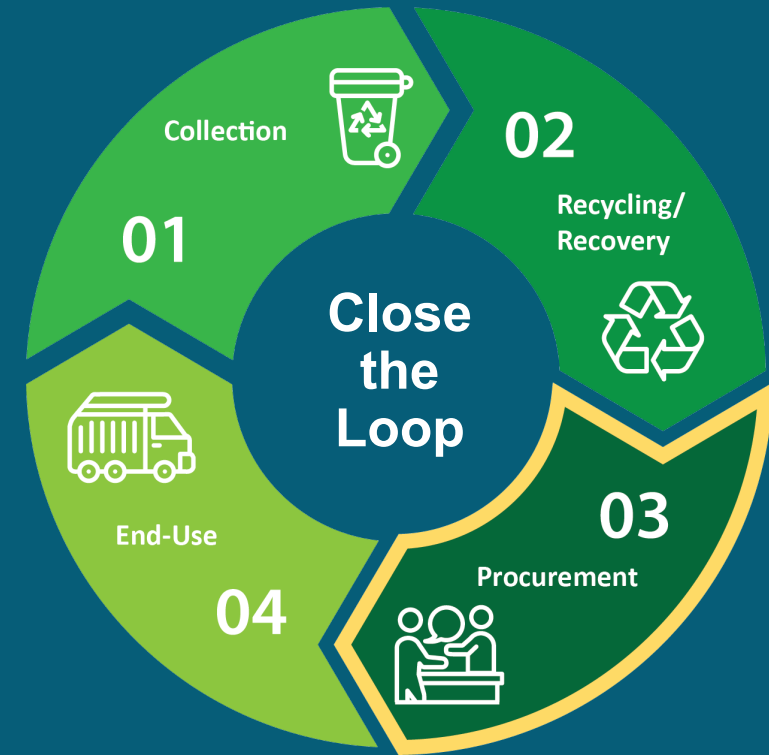 Close
the
Loop
01
Collection
02
Recycling/
Recovery
03
Procurement
End-Use
04